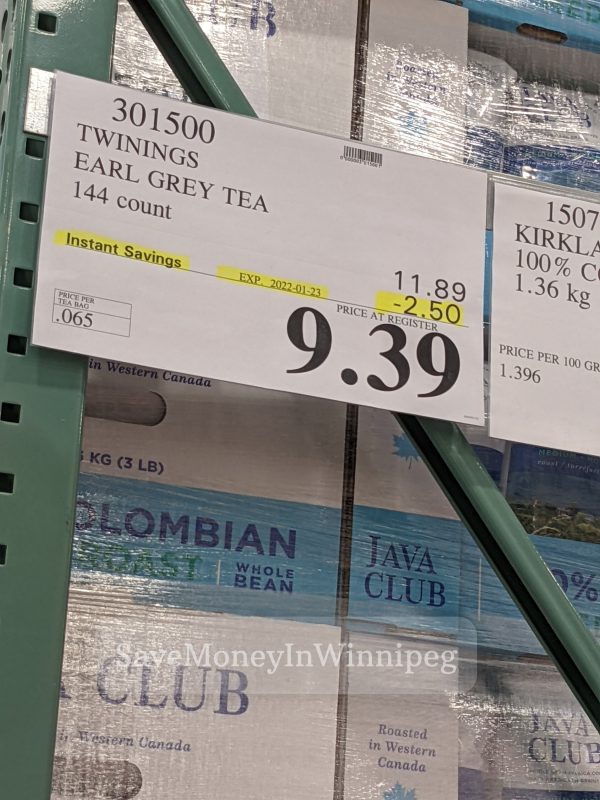 301500
TWININGS
EARL GREY TEA
144 count
Instant Savings
EXP. 2022-01-23
11.89
-2.50
PRICE AT REGISTER
9.39
PRICE PER
TEA BAG
.065
1507
KIRKLA
100% C
1.36 kg
PRICE PER 100 GR
1.396
in Western Canada
KG (3 LB)
OLOMBIAN
ROAST
WHOLE
BEAN
JAVA
CLUB
0%
SaveMoneyInWinnipeg
CLUB
in Western Canada
Roasted
in Western
Canada
JAVA
CLUB